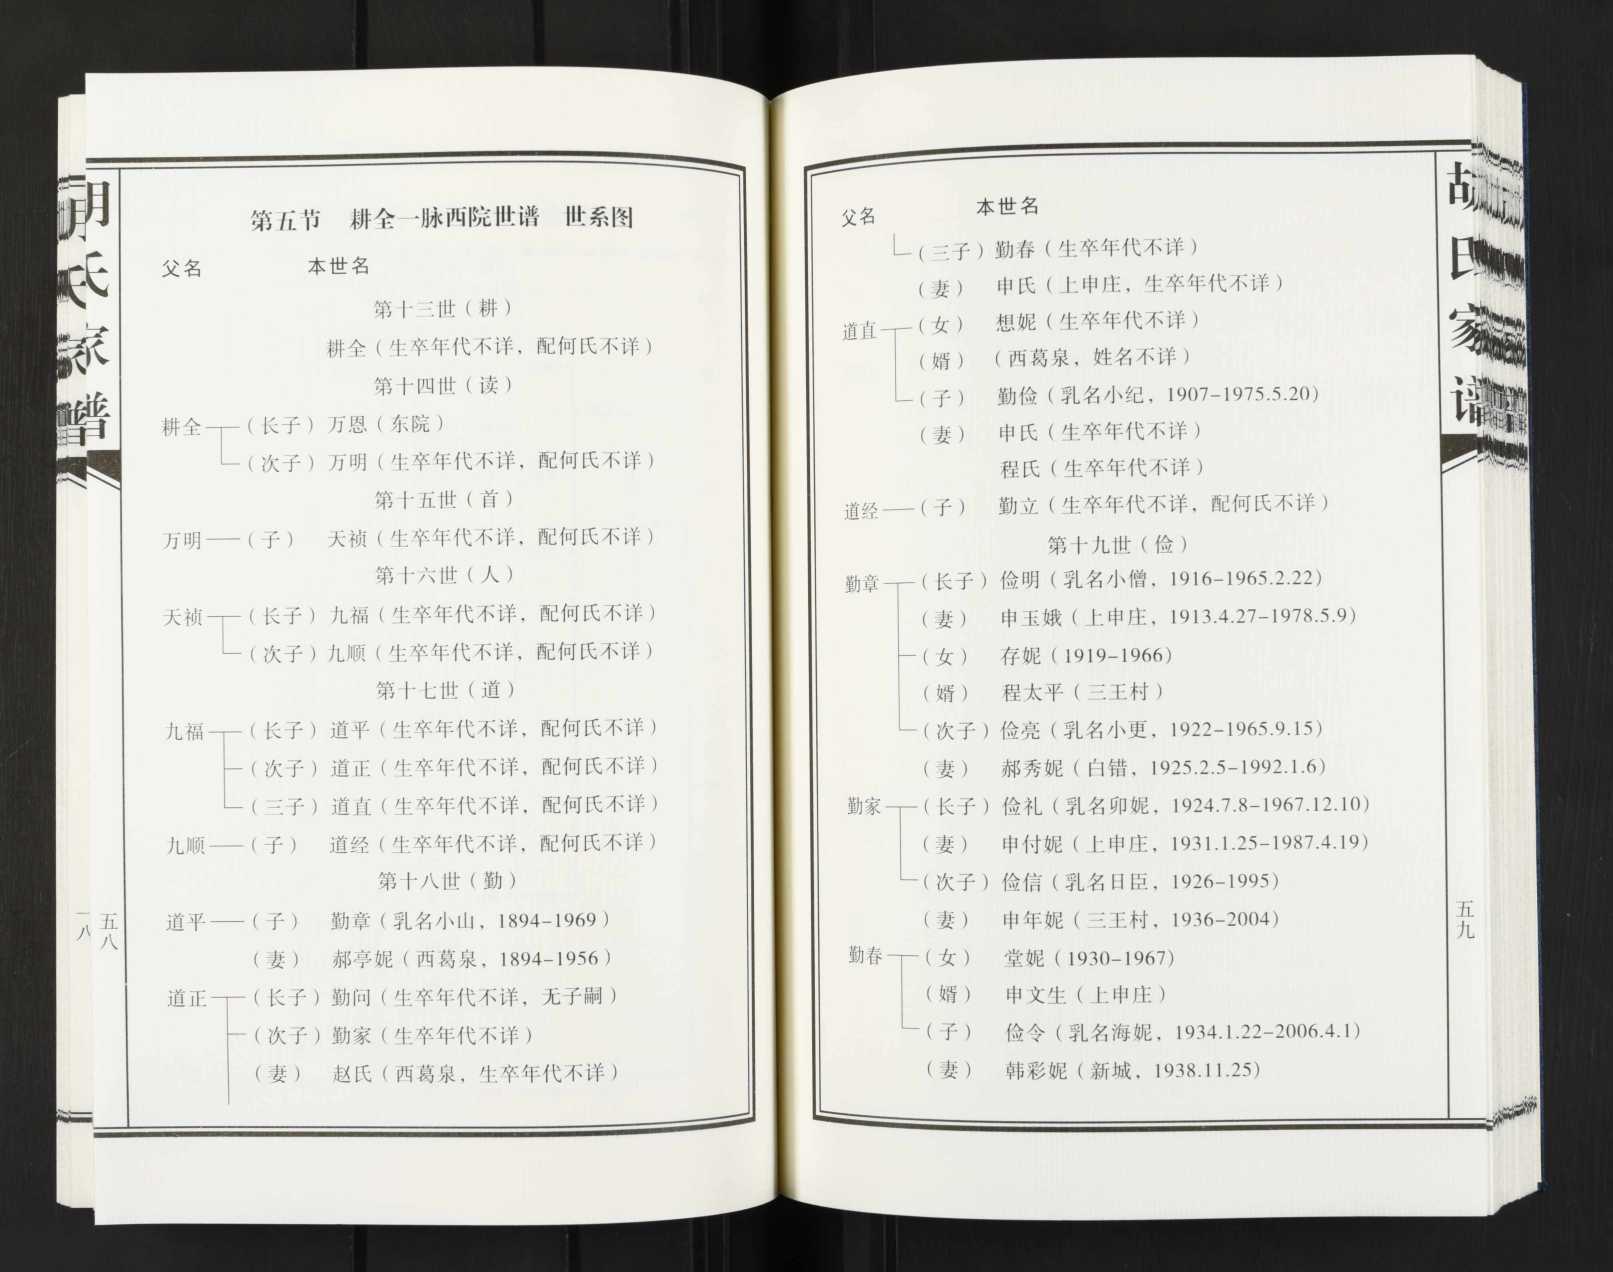 胡氏家谱
第五节　耕全一脉西院世谱　世系图
父名　本世名
第十三世（耕）
耕全（生卒年代不详，配何氏不详）
第十四世（读）
耕全（长子）万恩（东院）
（次子）万明（生卒年代不详，配何氏不详）
第十五世（首）
万明（子）　天祯（生卒年代不详，配何氏不详）
第十六世（人）
天祯（长子）九福（生卒年代不详，配何氏不详）
（次子）九顺（生卒年代不详，配何氏不详）
第十七世（道）
九福（长子）道平（生卒年代不详，配何氏不详）
（次子）道正（生卒年代不详，配何氏不详）
（三子）道直（生卒年代不详，配何氏不详）
九顺（子）　道经（生卒年代不详，配何氏不详）
第十八世（勤）
道平（子）　勤章（乳名小山，1894-1969）
（妻）　郝亭妮（西葛泉，1894-1956）
道正（长子）勤问（生卒年代不详，无子嗣）
（次子）勤家（生卒年代不详）
（妻）　赵氏（西葛泉，生卒年代不详）
五八
父名　本世名
（三子）勤春（生卒年代不详）
（妻）　申氏（上申庄，生卒年代不详）
道直（女）　想妮（生卒年代不详）
（婿）　（西葛泉，姓名不详）
（子）　勤俭（乳名小纪，1907-1975.5.20）
（妻）　申氏（生卒年代不详）
程氏（生卒年代不详）
道经（子）　勤立（生卒年代不详，配何氏不详）
第十九世（俭）
勤章（长子）俭明（乳名小僧，1916-1965.2.22）
（妻）　申玉娥（上申庄，1913.4.27-1978.5.9）
（女）　存妮（1919-1966）
（婿）　程太平（三王村）
（次子）俭亮（乳名小更，1922-1965.9.15）
（妻）　郝秀妮（白错，1925.2.5-1992.1.6）
勤家（长子）俭礼（乳名卯妮，1924.7.8-1967.12.10）
（妻）　申付妮（上申庄，1931.1.25-1987.4.19）
（次子）俭信（乳名日臣，1926-1995）
（妻）　申年妮（三王村，1936-2004）
勤春（女）　堂妮（1930-1967）
（婿）　申文生（上申庄）
（子）　俭令（乳名海妮，1934.1.22-2006.4.1）
（妻）　韩彩妮（新城，1938.11.25）
胡氏家谱
五九